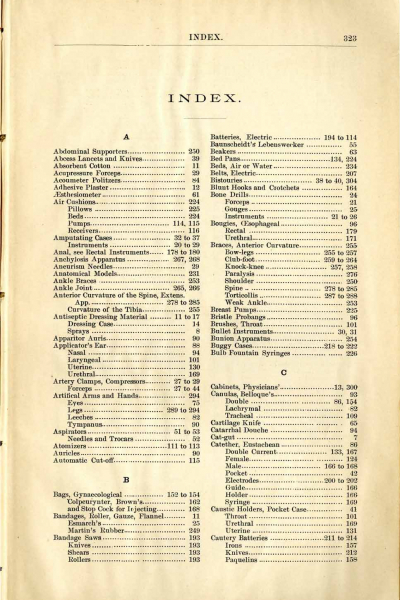 INDEX. 323
INDEX.
A
Abdominal Supporters 250
Abcess Lancets and Knives 39
Absorbent Cotton 11
Acupressure Forceps 29
Acoumeter Politzers 84
Adhesive Plaster 12
Æsthesiometer 61
Air Cushions 224
Pillows 225
Beds 224
Pumps 114, 115
Receivers 116
Amputating Cases 32 to 37
Instruments 20 to 29
Anal, see Rectal Instruments 178 to 180
Anchylosis Apparatus 267, 268
Aneurism Needles 29
Anatomical Models 231
Ankle Braces 253
Ankle Joint 265, 266
Anterior Curvature of the Spine, Extens.
App. 278 to 285
Curvature of the Tibia 255
Antiseptic Dressing Material 11 to 17
Dressing Case 14
Sprays 8
Apparitor Auris 90
Applicator's Ear 88
Nasal 94
Laryngeal 101
Uterine 130
Urethral 169
Artery Clamps, Compressors 27 to 29
Forceps 27 to 44
Artifical Arms and Hands 294
Eyes 75
Legs 289 to 294
Leeches 82
Tympanus 90
Aspirators 51 to 53
Needles and Trocars 52
Atomizers 111 to 113
Auricles 90
Automatic Cut-off 115
B
Bags, Gynaecological 152 to 154
Colpeurynter, Brown's 162
and Stop Cock for Injecting 168
Bandages, Roller, Gauze, Flannel 11
Esmarch's 25
Martin's Rubber 249
Bandage Saws 193
Knives 193
Shears 193
Rollers 193
Batteries, Electric 194 to 114
Baunscheidt's Lebenswerker 55
Beakers 63
Bed Pans 134, 224
Beds, Air or Water 234
Belts, Electric 207
Bistouries 38 to 40, 304
Blunt Hooks and Crotchets 164
Bone Drills 24
Forceps 21
Gouges 25
Instruments 21 to 26
Bougies, Œsophageal 96
Rectal 179
Urethral 171
Braces, Anterior Curvature 255
Bow-legs 255 to 257
Club-foot 259 to 264
Knock-knee 257, 258
Paralysis 276
Shoulder 250
Spine 278 to 285
Torticollis 287 to 288
Weak Ankle 253
Breast Pumps 225
Bristle Probangs 96
Brushes, Throat 101
Bullet Instruments 30, 31
Bunion Apparatus 254
Buggy Cases 218 to 222
Bulb Fountain Syringes 226
C
Cabinets, Physicians' 13, 300
Canulas, Bellocque's 93
Double 86, 154
Lachrymal 82
Tracheal 109
Cartilage Knife 65
Catarrhal Douche 94
Cat-gut 7
Catether, Eustachean 86
Double Current 133, 167
Female 124
Male 166 to 168
Pocket 42
Electrodes 200 to 202
Guide 166
Holder 166
Syringe 169
Caustic Holders, Pocket Case 41
Throat 101
Urethral 169
Uterine 131
Cautery Batteries 211 to 214
Irons 157
Knives 212
Paquelins 158